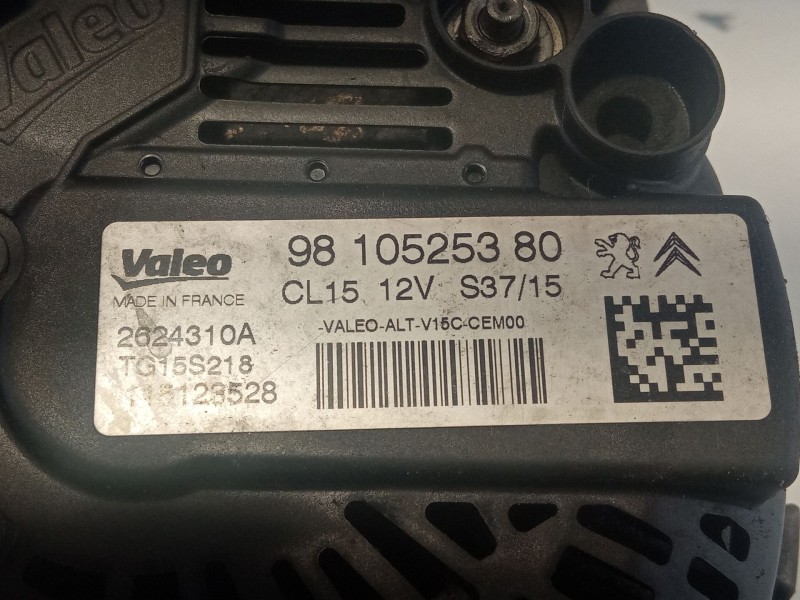 Valeo
Valeo
98 105253 80
MADE IN FRANCE
CL15 12V S37/15
2624310A
-VALEO-ALT-V15C-CEM00
TG15S218